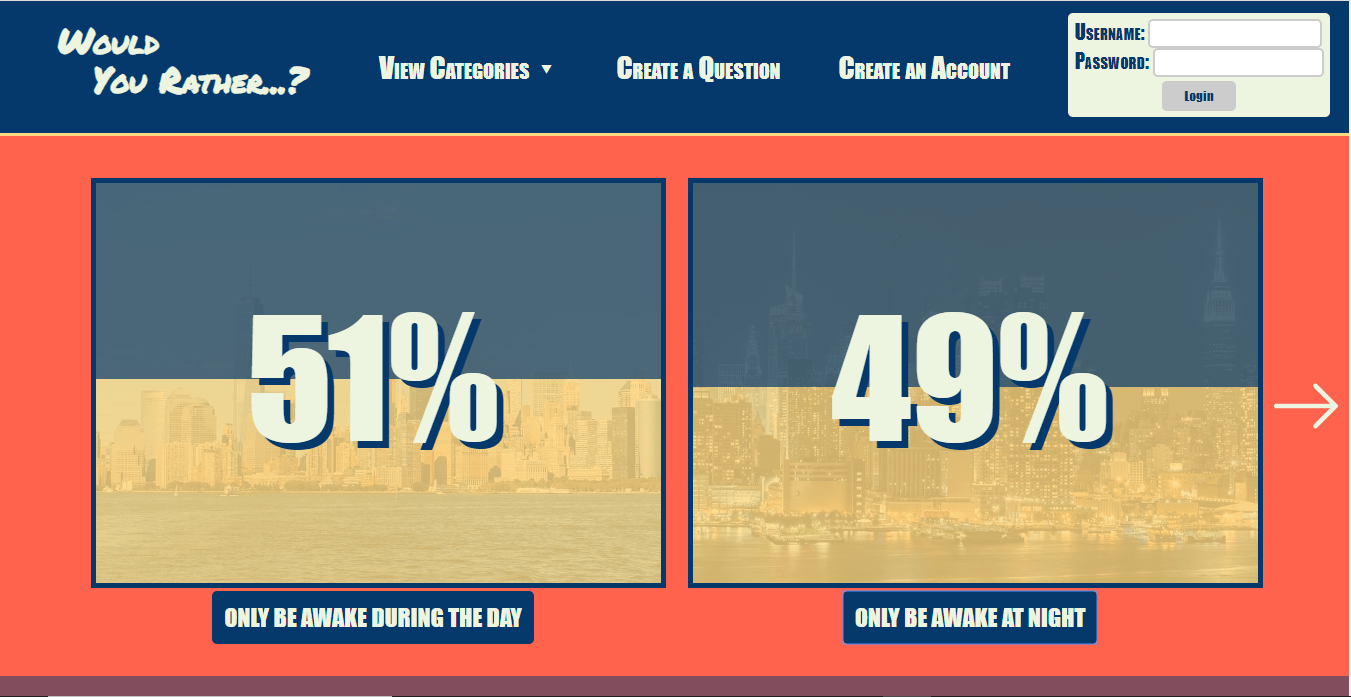 Would
You Rather...?
View Categories ▼
Create a Question
Create an Account
Username:
Password:
Login
51%
49%
ONLY BE AWAKE DURING THE DAY
ONLY BE AWAKE AT NIGHT